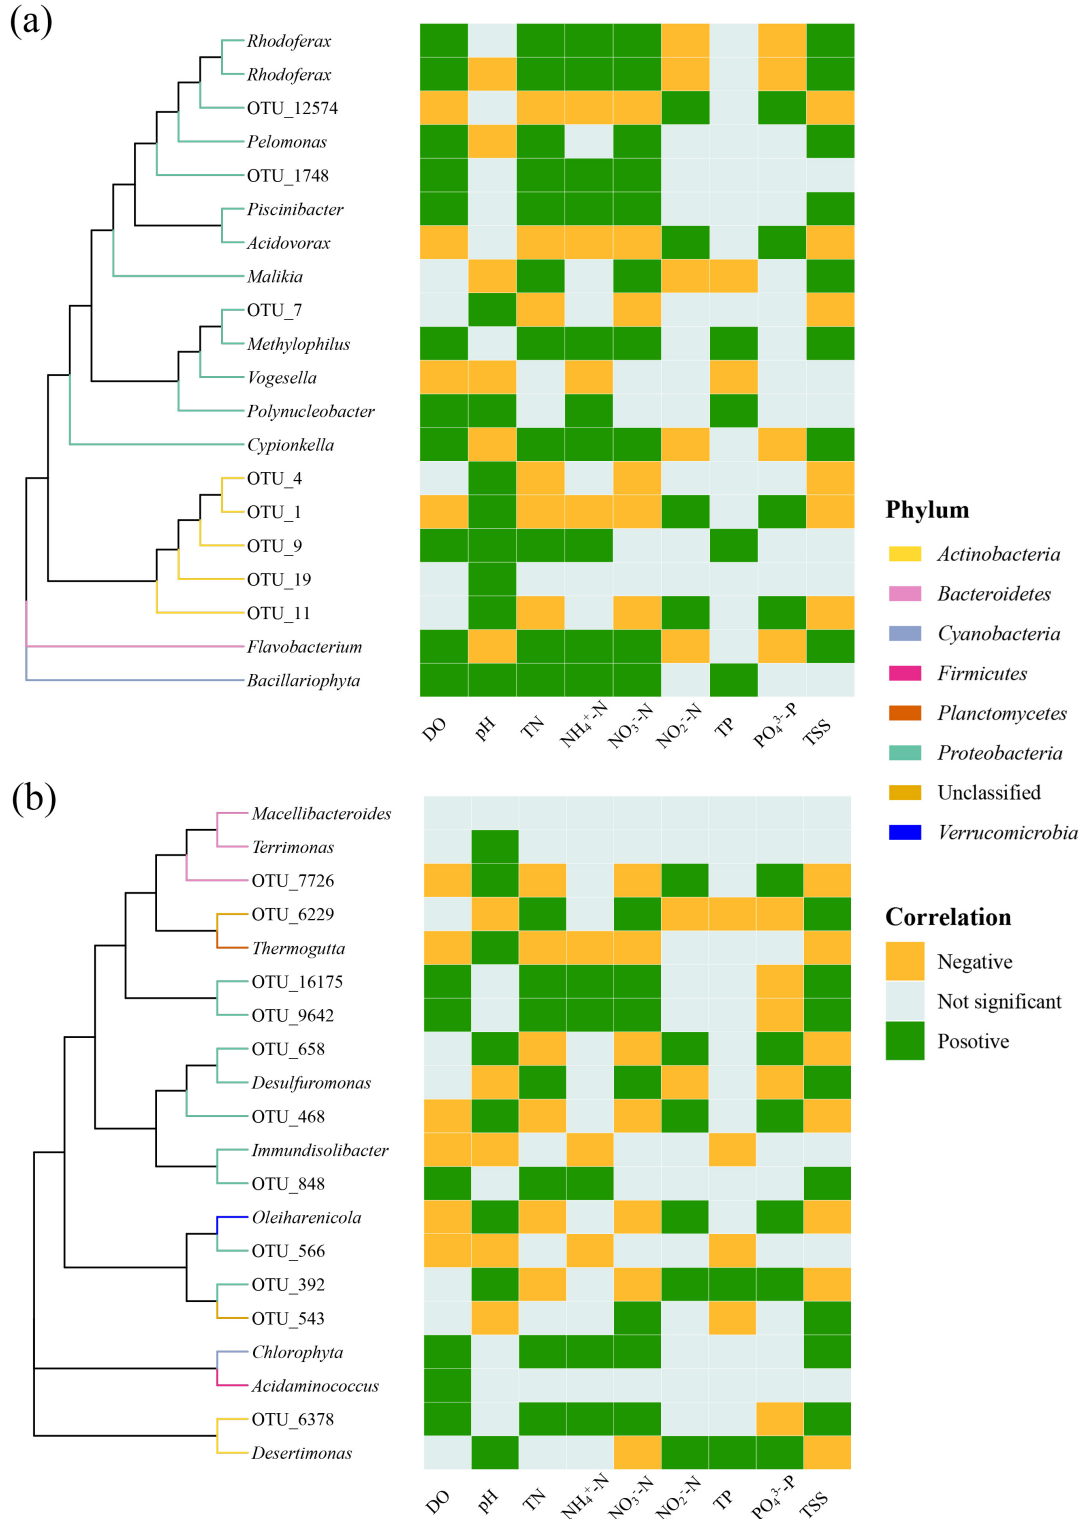 (a)
Rhodoferax
Rhodoferax
OTU_12574
Pelomonas
OTU_1748
Piscinibacter
Acidovorax
Malikia
OTU_7
Methylophilus
Vogesella
Polynucleobacter
Cypionkella
OTU_4
OTU_1
OTU_9
OTU_19
OTU_11
Flavobacterium
Bacillariophyta
DO
pH
TN
NH₄⁺-N
NO₃⁻-N
NO₂⁻-N
TP
PO₄³⁻-P
TSS
Phylum
Actinobacteria
Bacteroidetes
Cyanobacteria
Firmicutes
Planctomycetes
Proteobacteria
Unclassified
Verrucomicrobia
Correlation
Negative
Not significant
Posotive
(b)
Macellibacteroides
Terrimonas
OTU_7726
OTU_6229
Thermogutta
OTU_16175
OTU_9642
OTU_658
Desulfuromonas
OTU_468
Immundisolibacter
OTU_848
Oleiharenicola
OTU_566
OTU_392
OTU_543
Chlorophyta
Acidaminococcus
OTU_6378
Desertimonas
DO
pH
TN
NH₄⁺-N
NO₃⁻-N
NO₂⁻-N
TP
PO₄³⁻-P
TSS